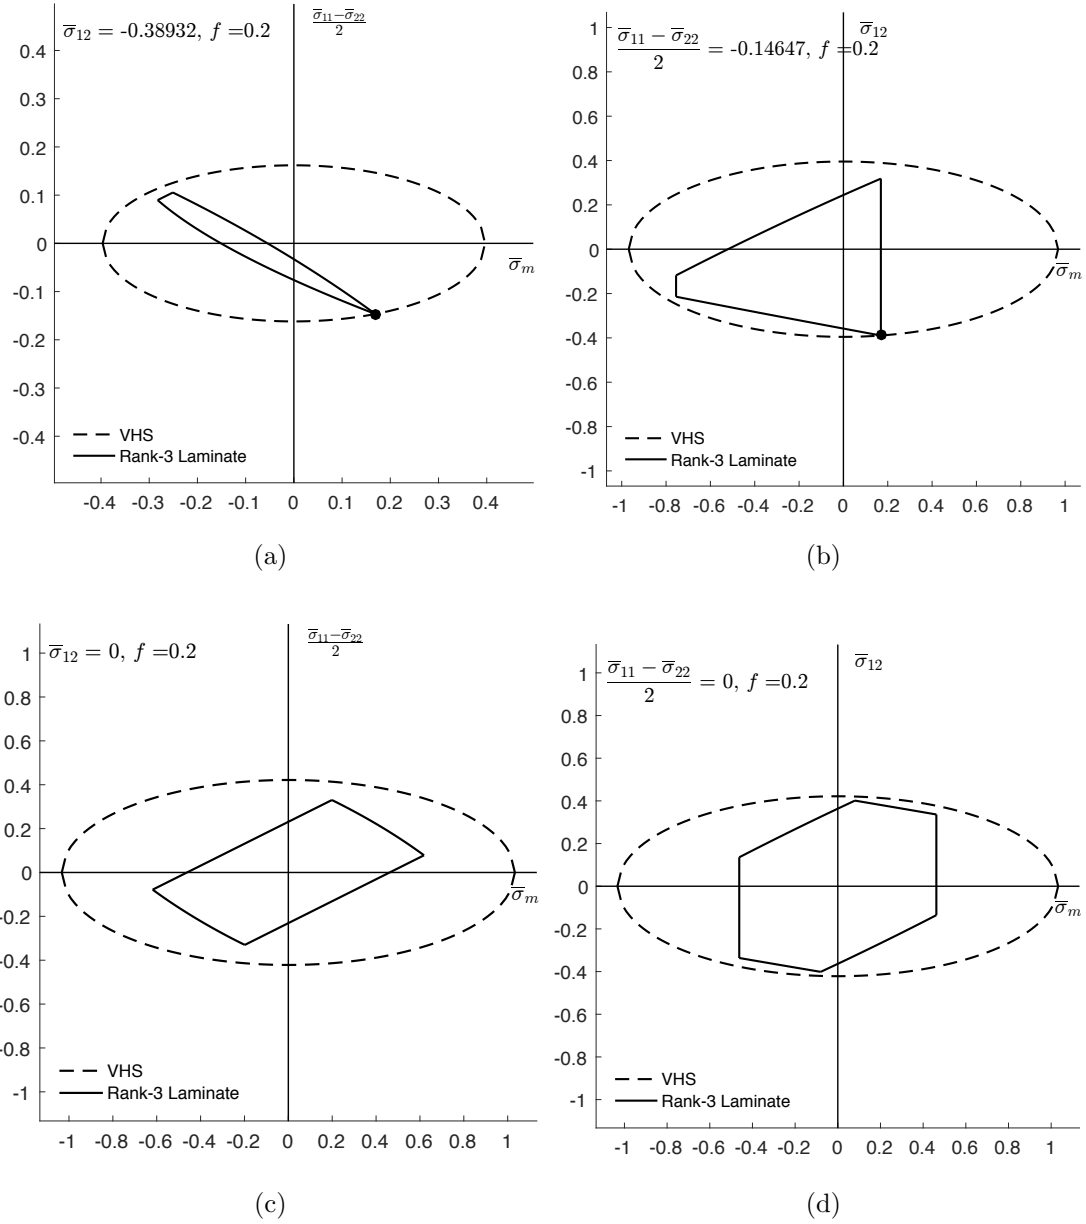 σ̅₁₂ = -0.38932, f =0.2
(σ̅₁₁−σ̅₂₂)/2
0.4
0.3
0.2
0.1
0
-0.1
-0.2
-0.3
-0.4
σ̅ₘ
VHS
Rank-3 Laminate
-0.4 -0.3 -0.2 -0.1 0 0.1 0.2 0.3 0.4
(a)
(σ̅₁₁ − σ̅₂₂)/2 = -0.14647, f =0.2
σ̅₁₂
1
0.8
0.6
0.4
0.2
0
-0.2
-0.4
-0.6
-0.8
-1
σ̅ₘ
VHS
Rank-3 Laminate
-1 -0.8 -0.6 -0.4 -0.2 0 0.2 0.4 0.6 0.8 1
(b)
σ̅₁₂ = 0, f =0.2
(σ̅₁₁−σ̅₂₂)/2
1
0.8
0.6
0.4
0.2
0
-0.2
-0.4
-0.6
-0.8
-1
σ̅ₘ
VHS
Rank-3 Laminate
-1 -0.8 -0.6 -0.4 -0.2 0 0.2 0.4 0.6 0.8 1
(c)
(σ̅₁₁ − σ̅₂₂)/2 = 0, f =0.2
σ̅₁₂
1
0.8
0.6
0.4
0.2
0
-0.2
-0.4
-0.6
-0.8
-1
σ̅ₘ
VHS
Rank-3 Laminate
-1 -0.8 -0.6 -0.4 -0.2 0 0.2 0.4 0.6 0.8 1
(d)